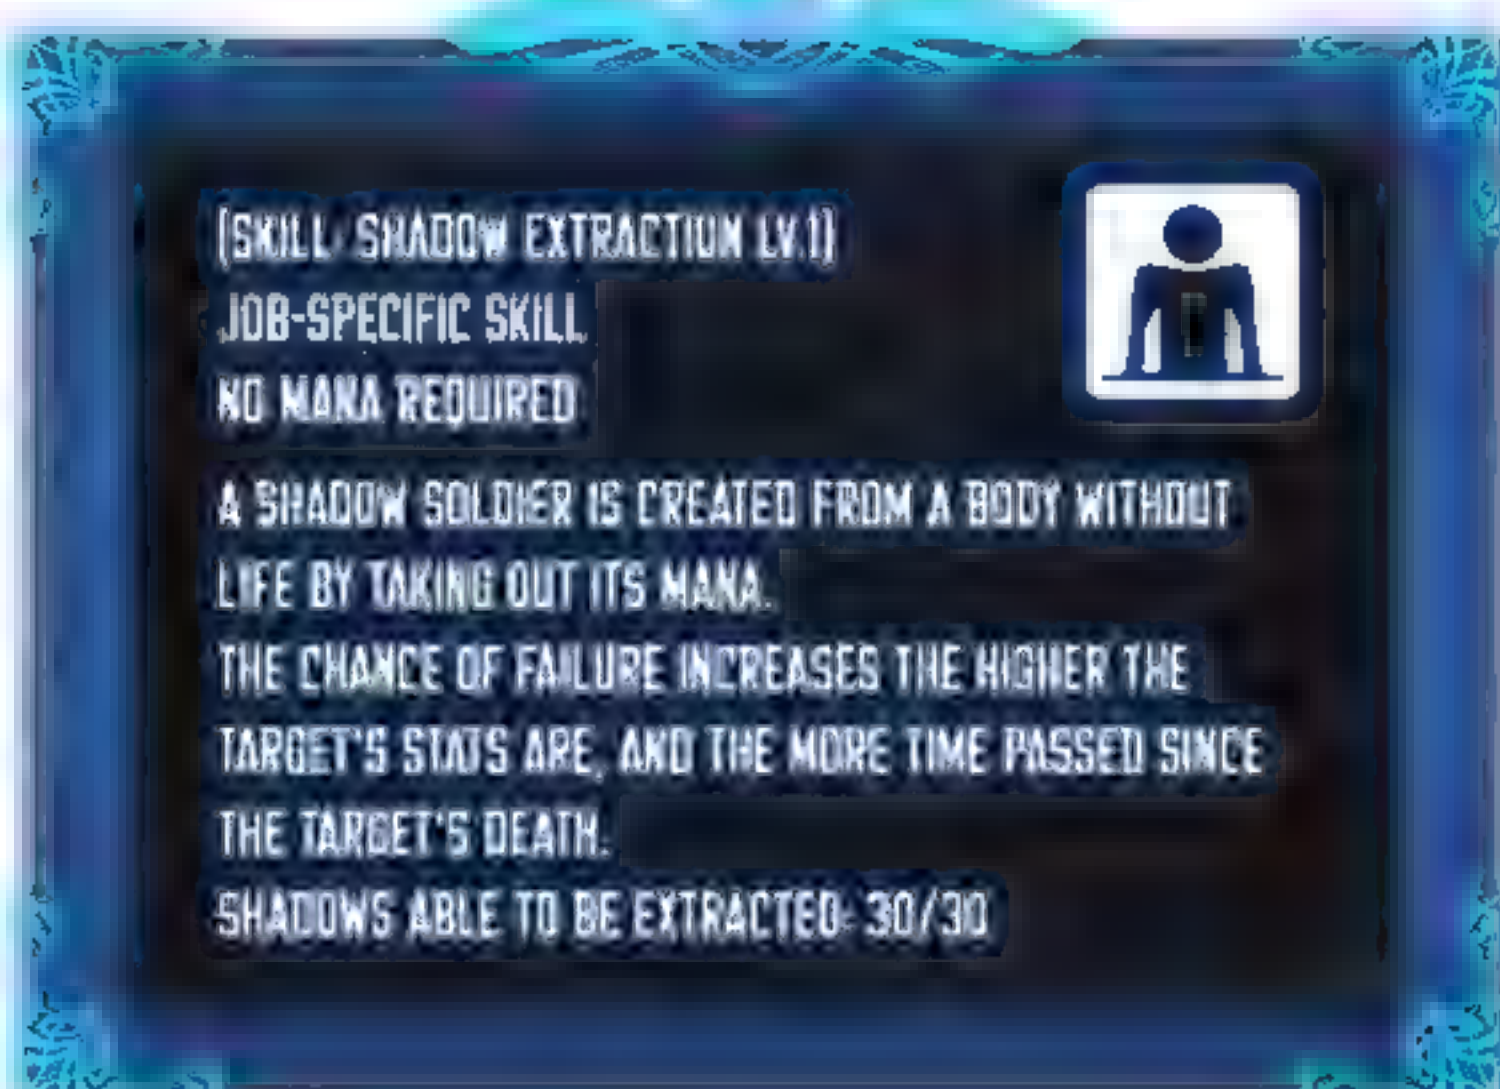 [SKILL: SHADOW EXTRACTION LV.1]
JOB-SPECIFIC SKILL
NO MANA REQUIRED
A SHADOW SOLDIER IS CREATED FROM A BODY WITHOUT
LIFE BY TAKING OUT ITS MANA.
THE CHANCE OF FAILURE INCREASES THE HIGHER THE
TARGET'S STATS ARE, AND THE MORE TIME PASSED SINCE
THE TARGET'S DEATH.
SHADOWS ABLE TO BE EXTRACTED: 30/30